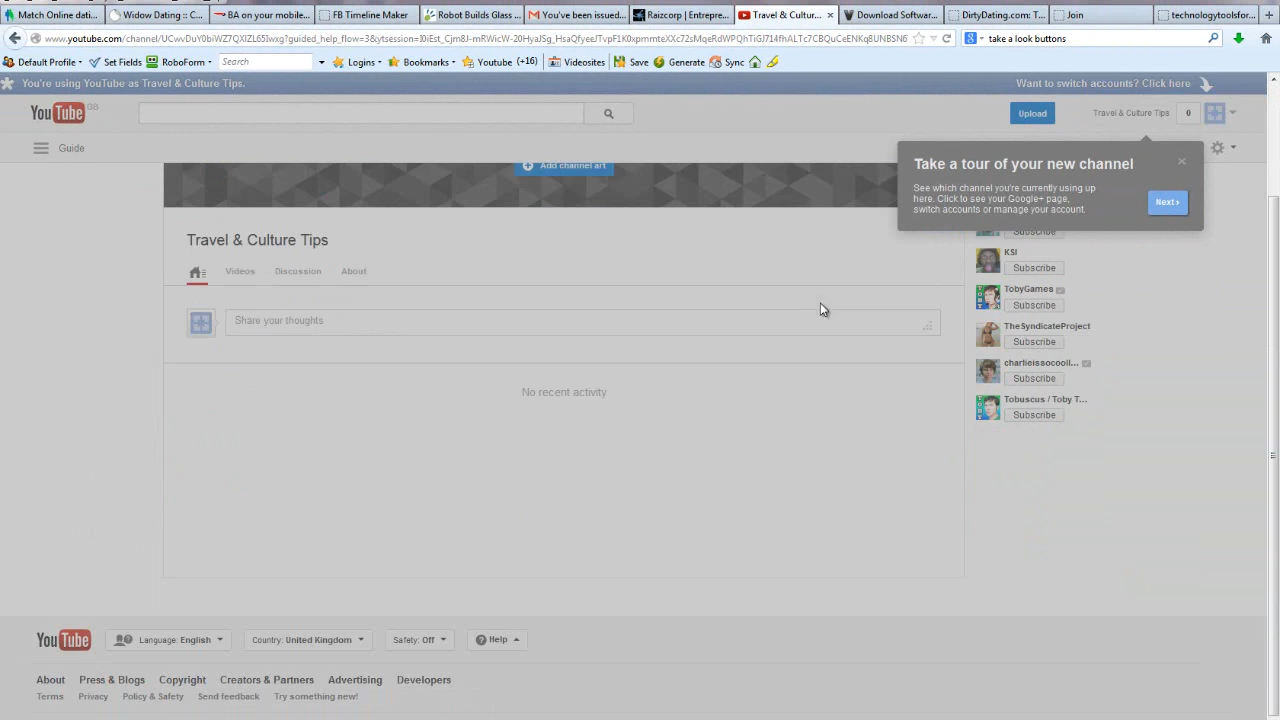 Match Online dati...
Widow Dating :: C...
BA on your mobile...
FB Timeline Maker
Robot Builds Glass ...
You've been issued...
Raizcorp | Entrepre...
Travel & Cultur...
Download Softwar...
DirtyDating.com: T...
Join
technologytoolsfor...
take a look buttons
Default Profile
Set Fields
RoboForm
Search
Logins
Bookmarks
Youtube (+16)
Videosites
Save
Generate
Sync
You're using YouTube as Travel & Culture Tips.
Want to switch accounts? Click here
YouTube GB
Upload
Travel & Culture Tips
0
Guide
Add channel art
Take a tour of your new channel
See which channel you're currently using up
here. Click to see your Google+ page,
switch accounts or manage your account.
Next ›
Travel & Culture Tips
Videos
Discussion
About
Share your thoughts
No recent activity
Subscribe
KSI
Subscribe
TobyGames
Subscribe
TheSyndicateProject
Subscribe
charlieissocooll...
Subscribe
Tobuscus / Toby T...
Subscribe
YouTube
Language: English
Country: United Kingdom
Safety: Off
Help
About
Press & Blogs
Copyright
Creators & Partners
Advertising
Developers
Terms
Privacy
Policy & Safety
Send feedback
Try something new!